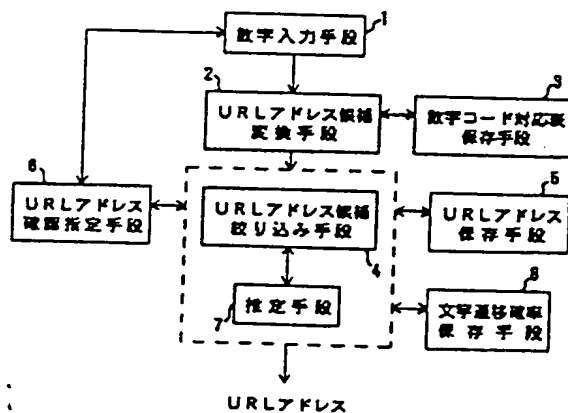 1
数字入力手段
2
URLアドレス候補
変換手段
3
数字コード対応表
保存手段
6
URLアドレス
確認指定手段
URLアドレス候補
絞り込み手段
4
5
URLアドレス
保存手段
推定手段
7
8
文字遷移確率
保存手段
URLアドレス